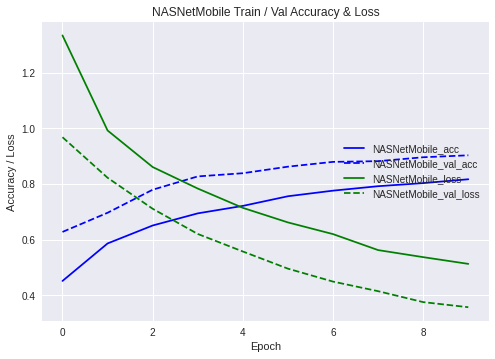 NASNetMobile Train / Val Accuracy & Loss
Accuracy / Loss
1.2
1.0
0.8
0.6
0.4
NASNetMobile_acc
NASNetMobile_val_acc
NASNetMobile_loss
NASNetMobile_val_loss
0 2 4 6 8
Epoch